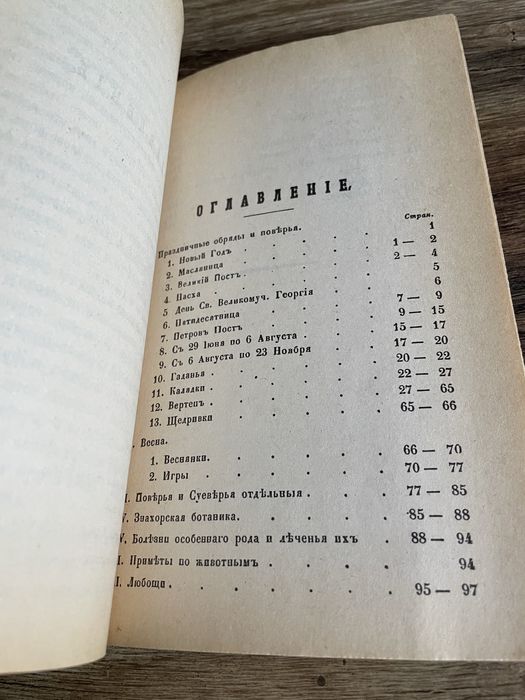 ОГЛАВЛЕНІЕ.
Стран.
Праздничные обряды и повѣрья.
1. Новый Годъ . . . . . 1
2. Масляница . . . . . 1 — 2
3. Великій Постъ . . . . . 2 — 4
4. Пасха . . . . . 5
5 День Св. Великомуч. Георгія . . 6
6. Пятидесятница . . . . 7 — 9
7. Петровъ Постъ . . . . 9 — 15
8. Съ 29 Іюня по 6 Августа . . . 15 — 17
9. Съ 6 Августа по 23 Ноября . . 17 — 20
10. Гаданья . . . . . 20 — 22
11. Каладки . . . . . 22 — 27
12. Вертепъ . . . . . 27 — 65
13. Щедривки . . . . . 65 — 66
. Весна.
1. Веснянки. . . . . . 66 — 70
2. Игры . . . . . 70 — 77
I. Повѣрья и Суевѣрья отдѣльныя . . . 77 — 85
V. Знахорская ботаника. . . . . 85 — 88
V. Болѣзни особеннаго рода и лѣченья ихъ . . 88 — 94
I. Примѣты по животнымъ . . . . 94
I. Любощи . . . . . . 95 — 97